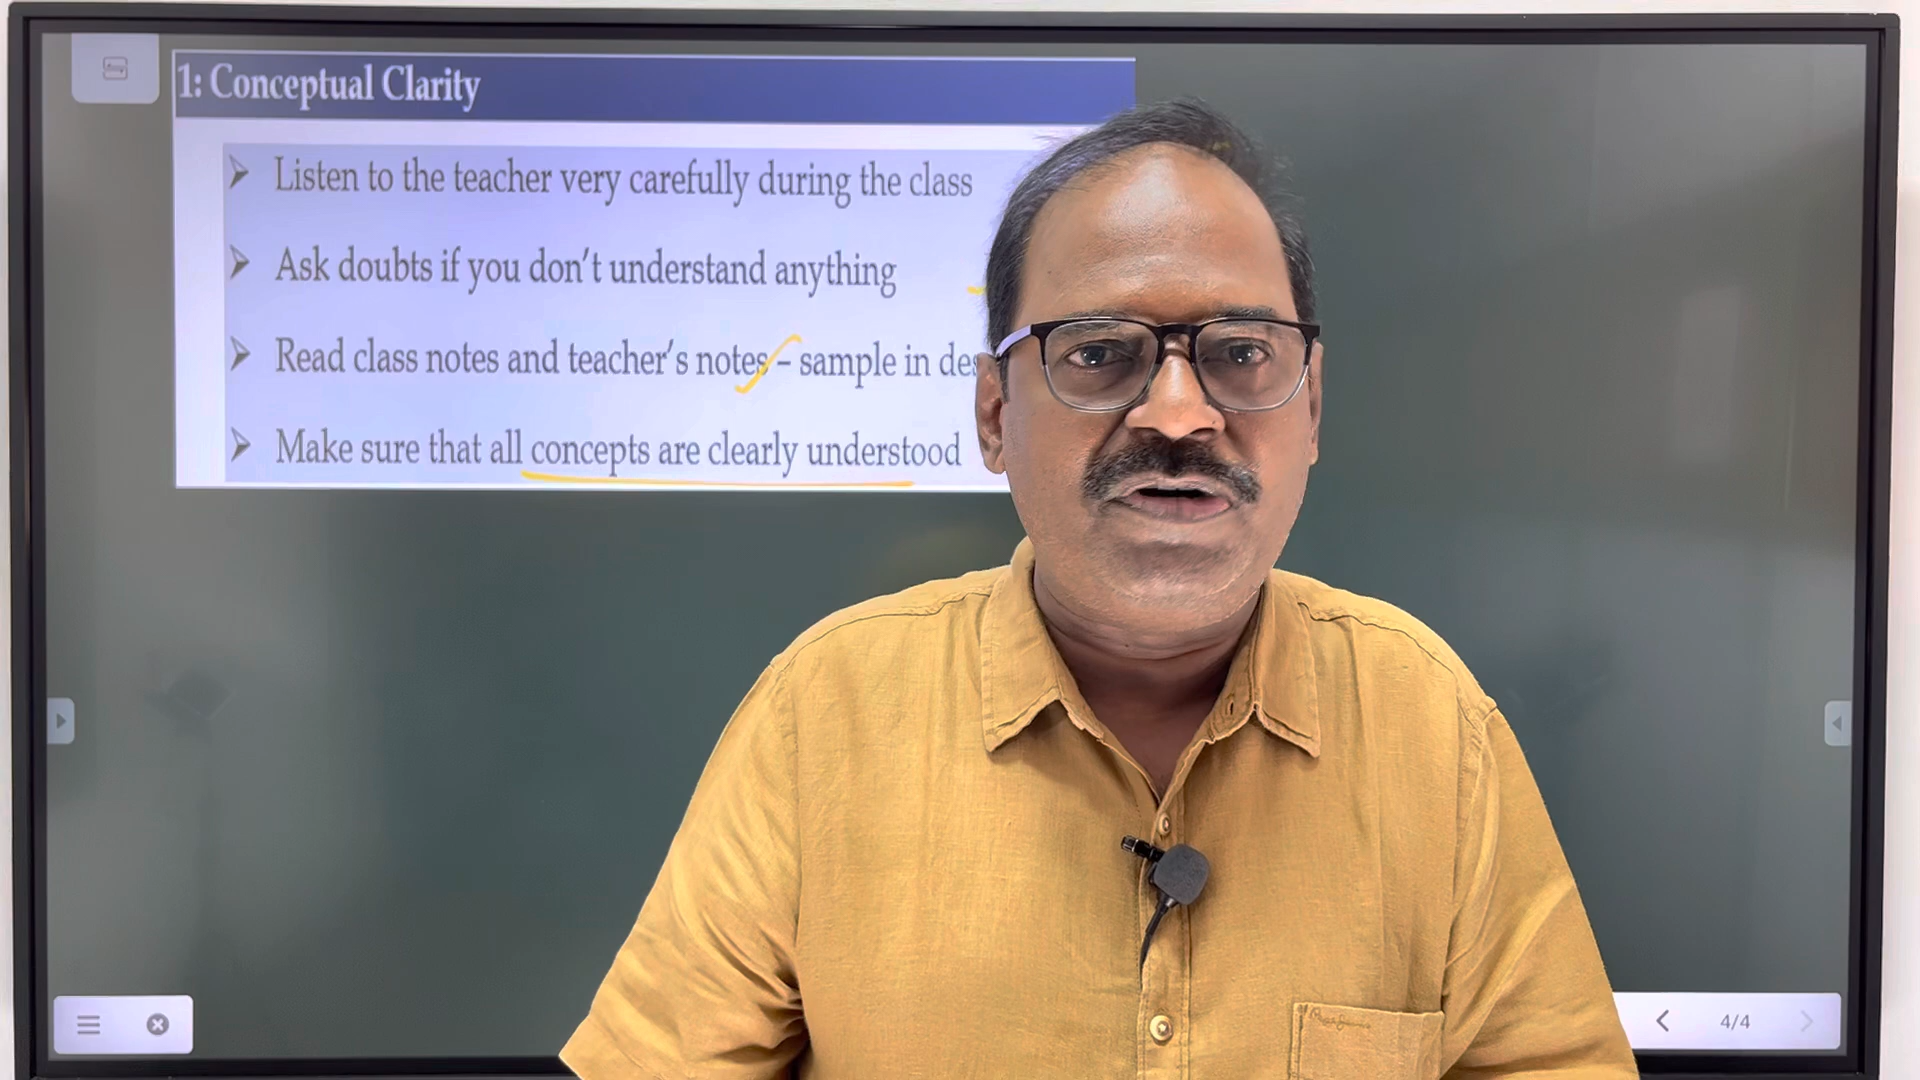 1: Conceptual Clarity
Listen to the teacher very carefully during the class
Ask doubts if you don't understand anything
Read class notes and teacher's notes – sample in
Make sure that all concepts are clearly understood
4/4